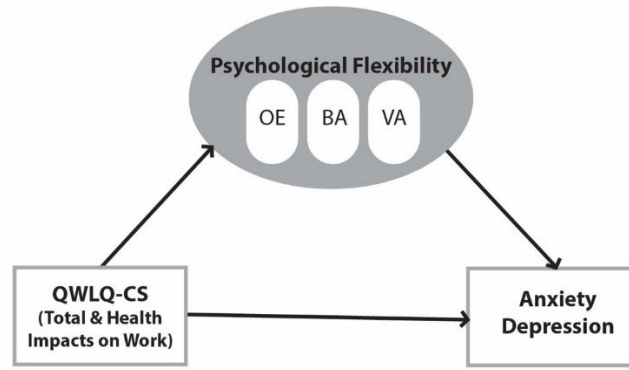 Psychological Flexibility
OE BA VA
QWLQ-CS
(Total & Health
Impacts on Work)
Anxiety
Depression